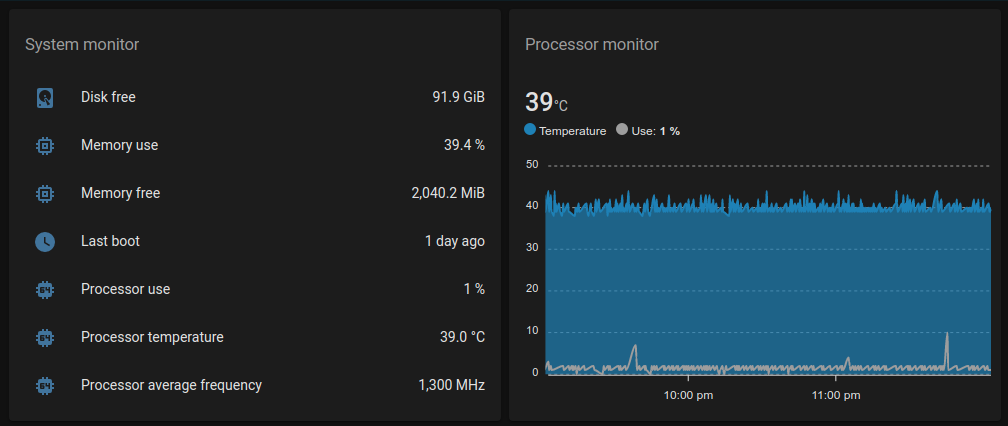 System monitor
Disk free 91.9 GiB
Memory use 39.4 %
Memory free 2,040.2 MiB
Last boot 1 day ago
Processor use 1 %
Processor temperature 39.0 °C
Processor average frequency 1,300 MHz
Processor monitor
39°C
Temperature Use: 1 %
50
40
30
20
10
0
10:00 pm 11:00 pm